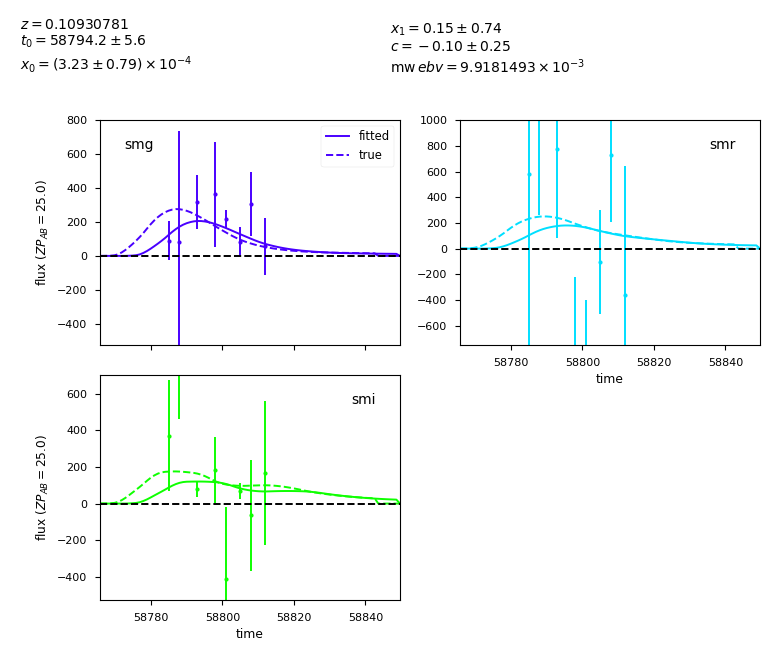 z = 0.10930781
t₀ = 58794.2 ± 5.6
x₀ = (3.23 ± 0.79) × 10⁻⁴
x₁ = 0.15 ± 0.74
c = −0.10 ± 0.25
mw ebv = 9.9181493 × 10⁻³
smg
fitted
true
flux (ZP_AB = 25.0)
800
600
400
200
0
−200
−400
smr
1000
800
600
400
200
0
−200
−400
−600
58780 58800 58820 58840
time
smi
flux (ZP_AB = 25.0)
600
400
200
0
−200
−400
58780 58800 58820 58840
time